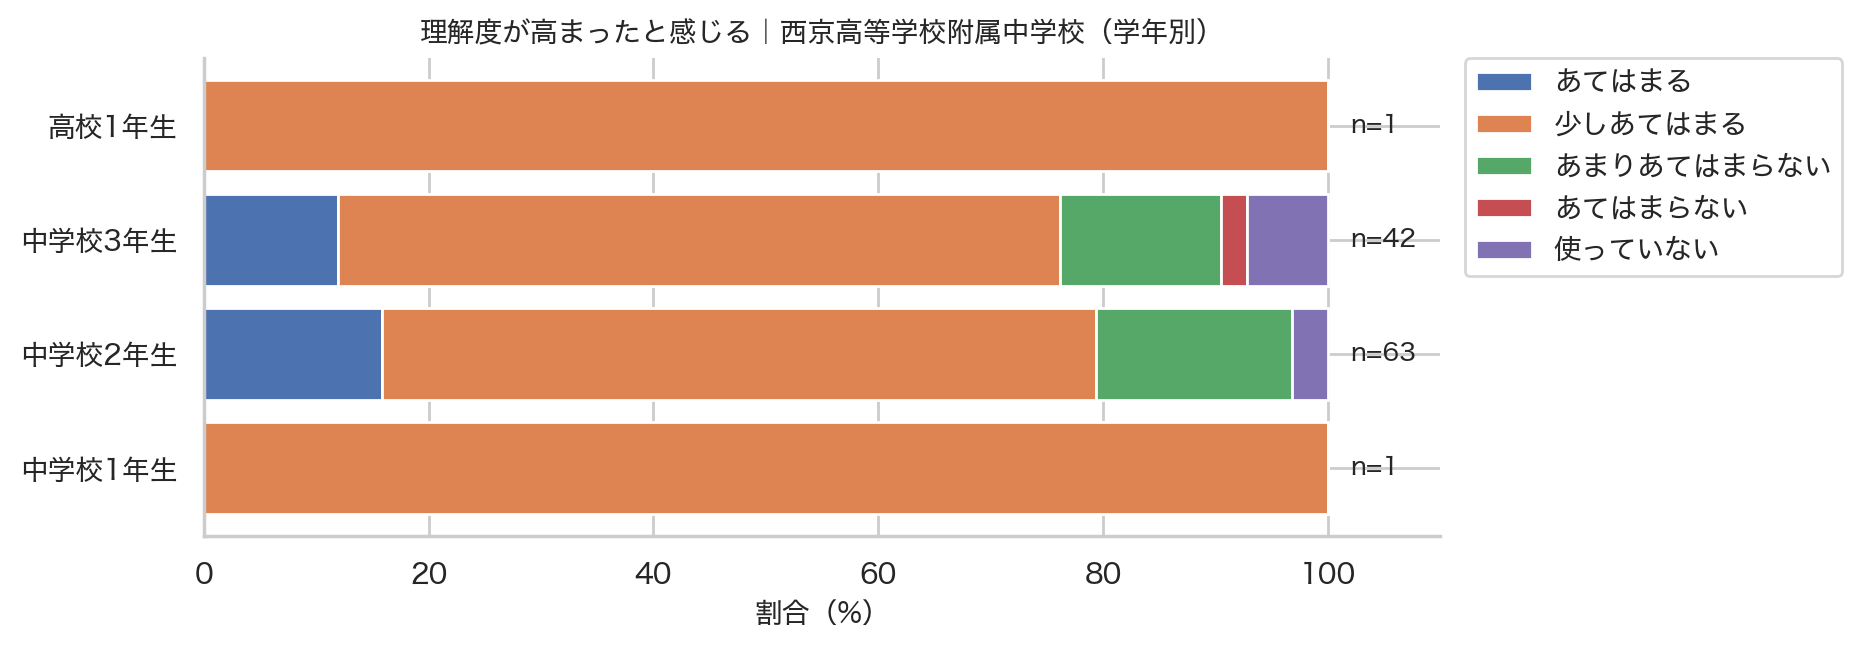 理解度が高まったと感じる｜西京高等学校附属中学校（学年別）
高校1年生
n=1
中学校3年生
n=42
中学校2年生
n=63
中学校1年生
n=1
0 20 40 60 80 100
割合（%）
あてはまる
少しあてはまる
あまりあてはまらない
あてはまらない
使っていない